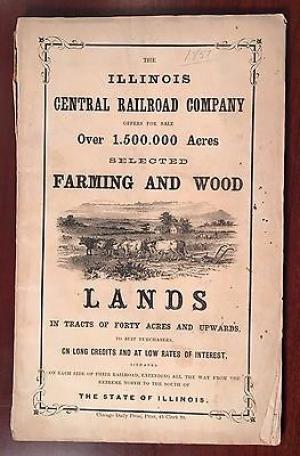 1857
THE
ILLINOIS
CENTRAL RAILROAD COMPANY
OFFERS FOR SALE
Over 1.500.000 Acres
SELECTED
FARMING AND WOOD
LANDS
IN TRACTS OF FORTY ACRES AND UPWARDS,
TO SUIT PURCHASERS,
ON LONG CREDITS AND AT LOW RATES OF INTEREST,
SITUATED
ON EACH SIDE OF THEIR RAILROAD, EXTENDING ALL THE WAY FROM THE
EXTREME NORTH TO THE SOUTH OF
THE STATE OF ILLINOIS.
Chicago Daily Press, Print, 45 Clark St.